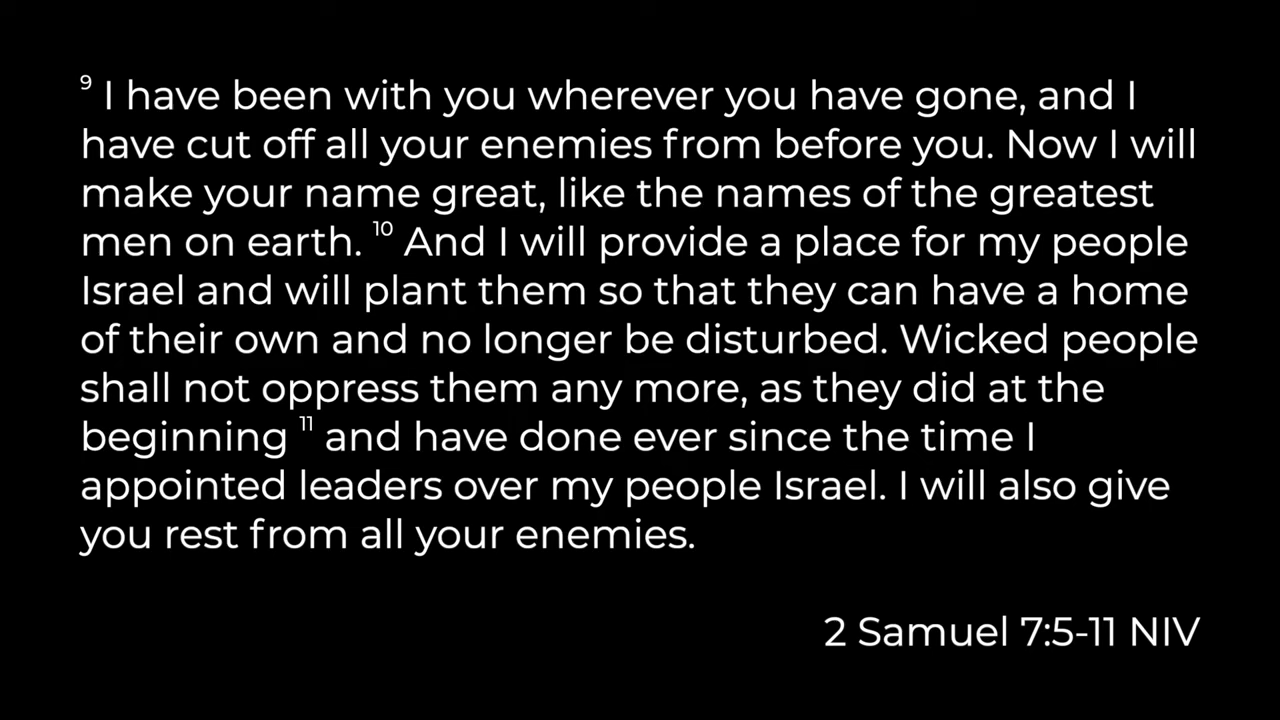 9 I have been with you wherever you have gone, and I
have cut off all your enemies from before you. Now I will
make your name great, like the names of the greatest
men on earth. 10 And I will provide a place for my people
Israel and will plant them so that they can have a home
of their own and no longer be disturbed. Wicked people
shall not oppress them any more, as they did at the
beginning 11 and have done ever since the time I
appointed leaders over my people Israel. I will also give
you rest from all your enemies.
2 Samuel 7:5-11 NIV